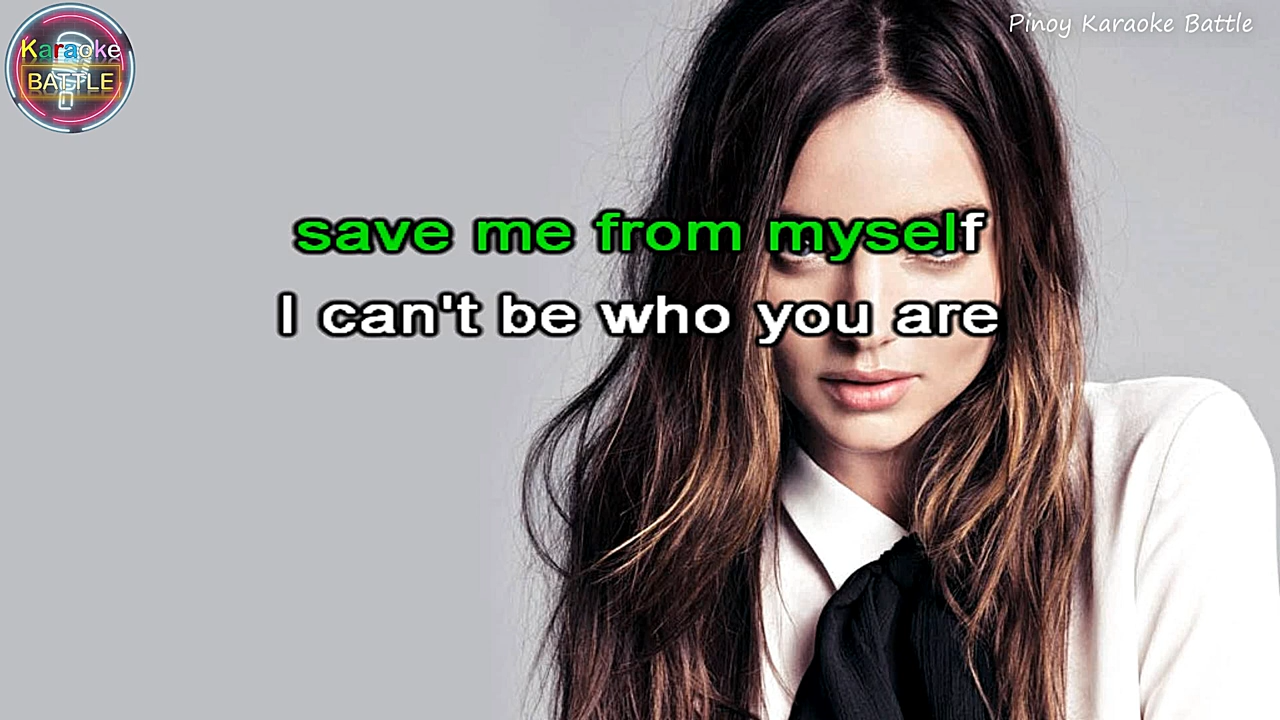 Karaoke
BATTLE
Pinoy Karaoke Battle
save me from myself
I can't be who you are